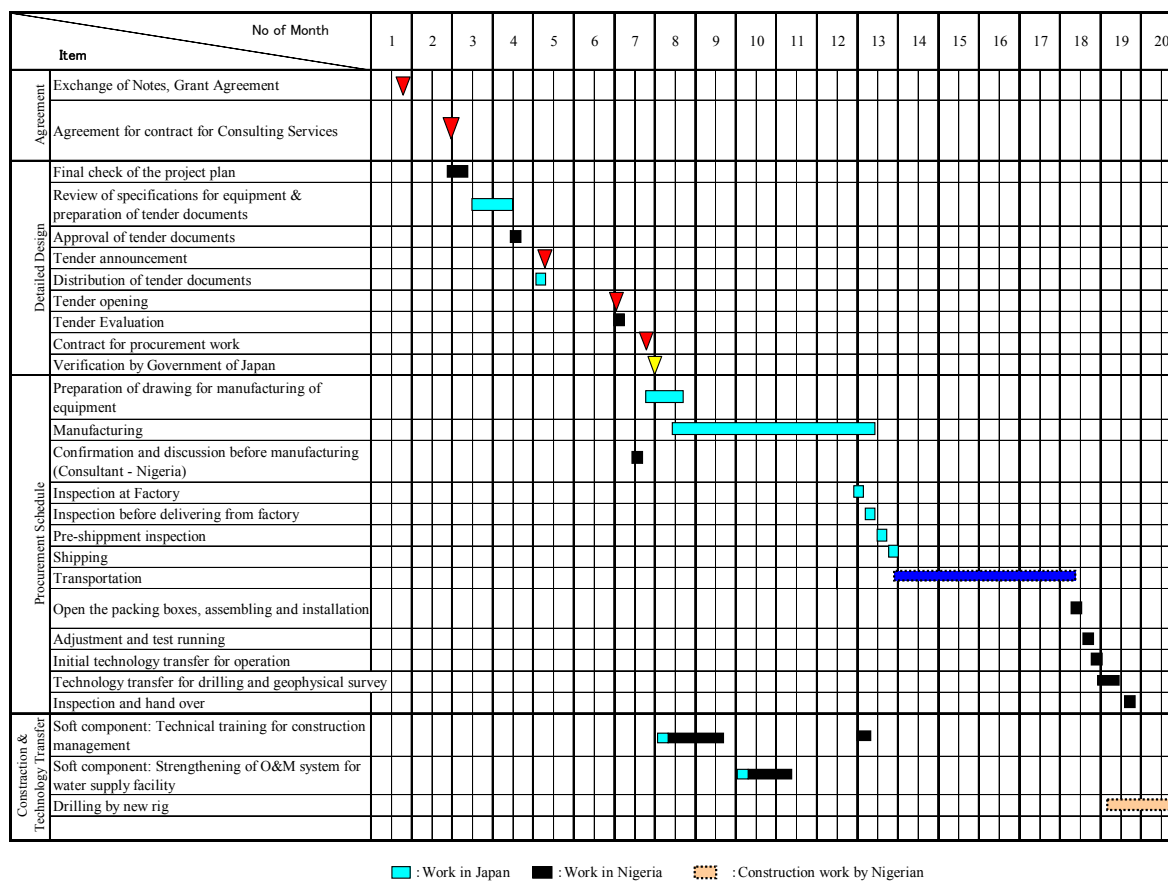 No of Month
Item
1 2 3 4 5 6 7 8 9 10 11 12 13 14 15 16 17 18 19 20
Agreement
Exchange of Notes, Grant Agreement
Agreement for contract for Consulting Services
Detailed Design
Final check of the project plan
Review of specifications for equipment &
preparation of tender documents
Approval of tender documents
Tender announcement
Distribution of tender documents
Tender opening
Tender Evaluation
Contract for procurement work
Verification by Government of Japan
Procurement Schedule
Preparation of drawing for manufacturing of
equipment
Manufacturing
Confirmation and discussion before manufacturing
(Consultant - Nigeria)
Inspection at Factory
Inspection before delivering from factory
Pre-shippment inspection
Shipping
Transportation
Open the packing boxes, assembling and installation
Adjustment and test running
Initial technology transfer for operation
Technology transfer for drilling and geophysical survey
Inspection and hand over
Constraction &
Technology Transfer
Soft component: Technical training for construction
management
Soft component: Strengthening of O&M system for
water supply facility
Drilling by new rig
: Work in Japan : Work in Nigeria : Construction work by Nigerian